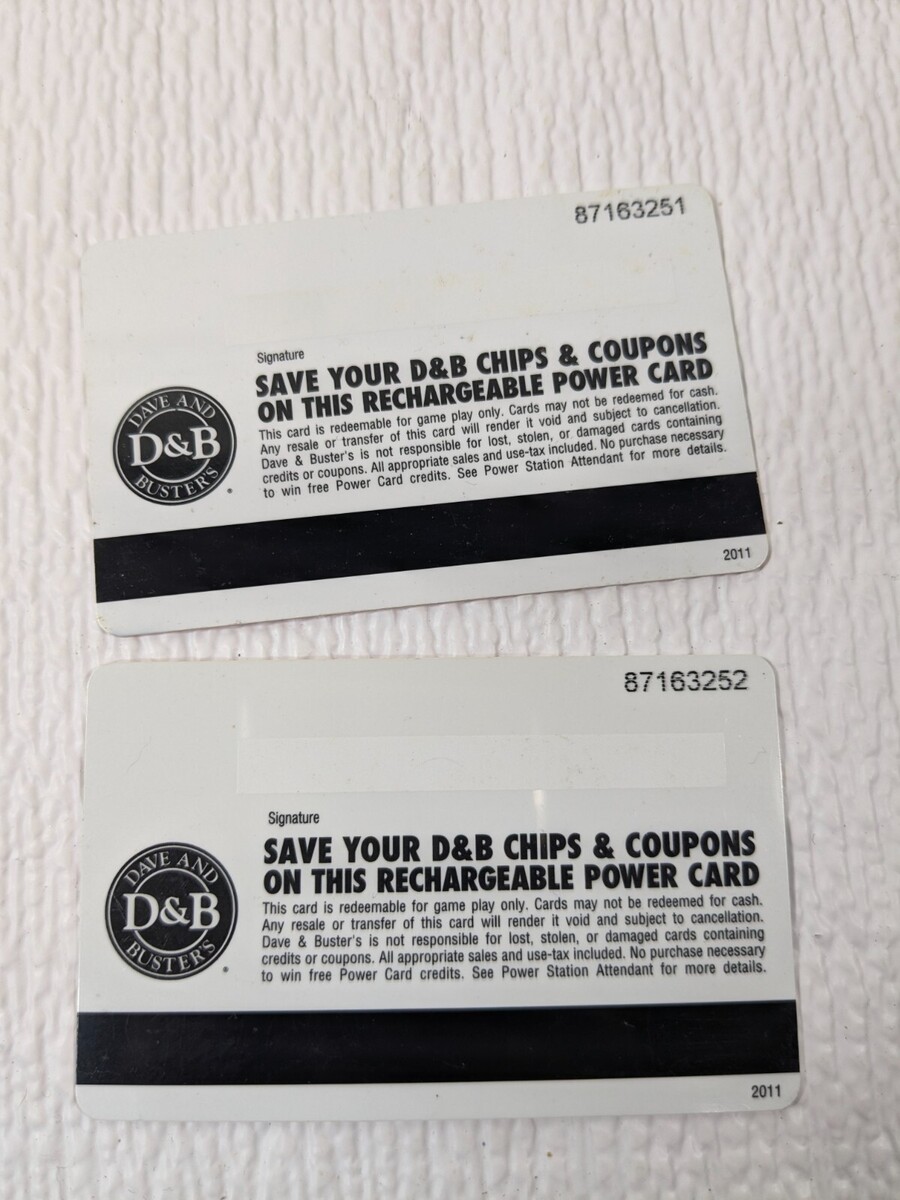 87163251
Signature
SAVE YOUR D&B CHIPS & COUPONS
ON THIS RECHARGEABLE POWER CARD
This card is redeemable for game play only. Cards may not be redeemed for cash.
Any resale or transfer of this card will render it void and subject to cancellation.
Dave & Buster's is not responsible for lost, stolen, or damaged cards containing
credits or coupons. All appropriate sales and use-tax included. No purchase necessary
to win free Power Card credits. See Power Station Attendant for more details.
DAVE AND
D&B
BUSTER'S
2011
87163252
Signature
SAVE YOUR D&B CHIPS & COUPONS
ON THIS RECHARGEABLE POWER CARD
This card is redeemable for game play only. Cards may not be redeemed for cash.
Any resale or transfer of this card will render it void and subject to cancellation.
Dave & Buster's is not responsible for lost, stolen, or damaged cards containing
credits or coupons. All appropriate sales and use-tax included. No purchase necessary
to win free Power Card credits. See Power Station Attendant for more details.
DAVE AND
D&B
BUSTER'S
2011